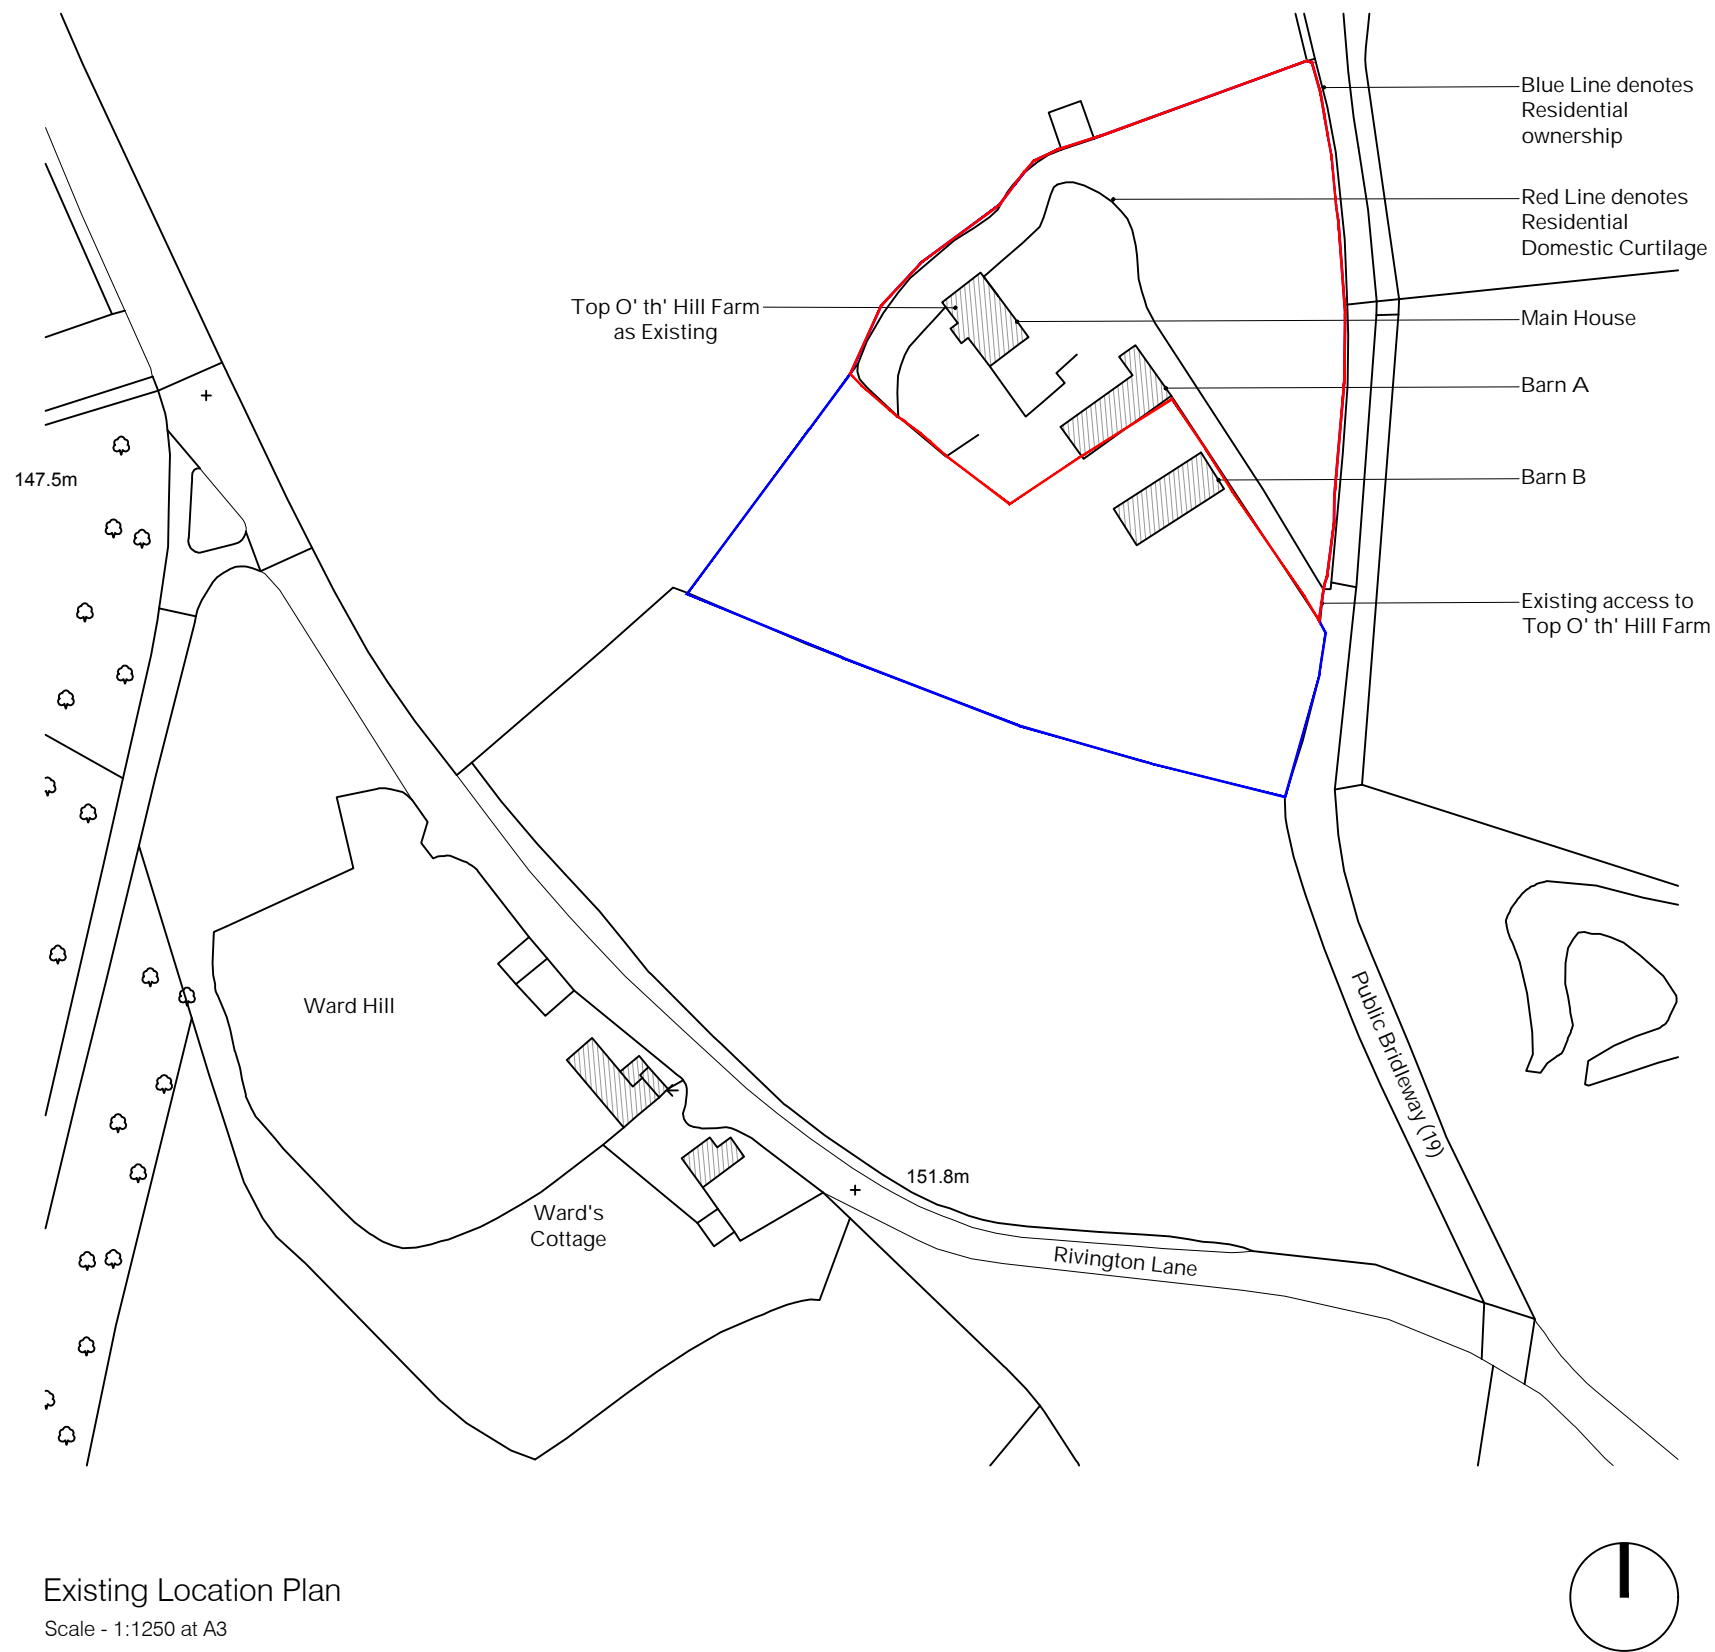 Blue Line denotes
Residential
ownership
Red Line denotes
Residential
Domestic Curtilage
Top O' th' Hill Farm
as Existing
Main House
Barn A
147.5m
Barn B
Existing access to
Top O' th' Hill Farm
Ward Hill
Public Bridleway (19)
151.8m
Ward's
Cottage
Rivington Lane
Existing Location Plan
Scale - 1:1250 at A3